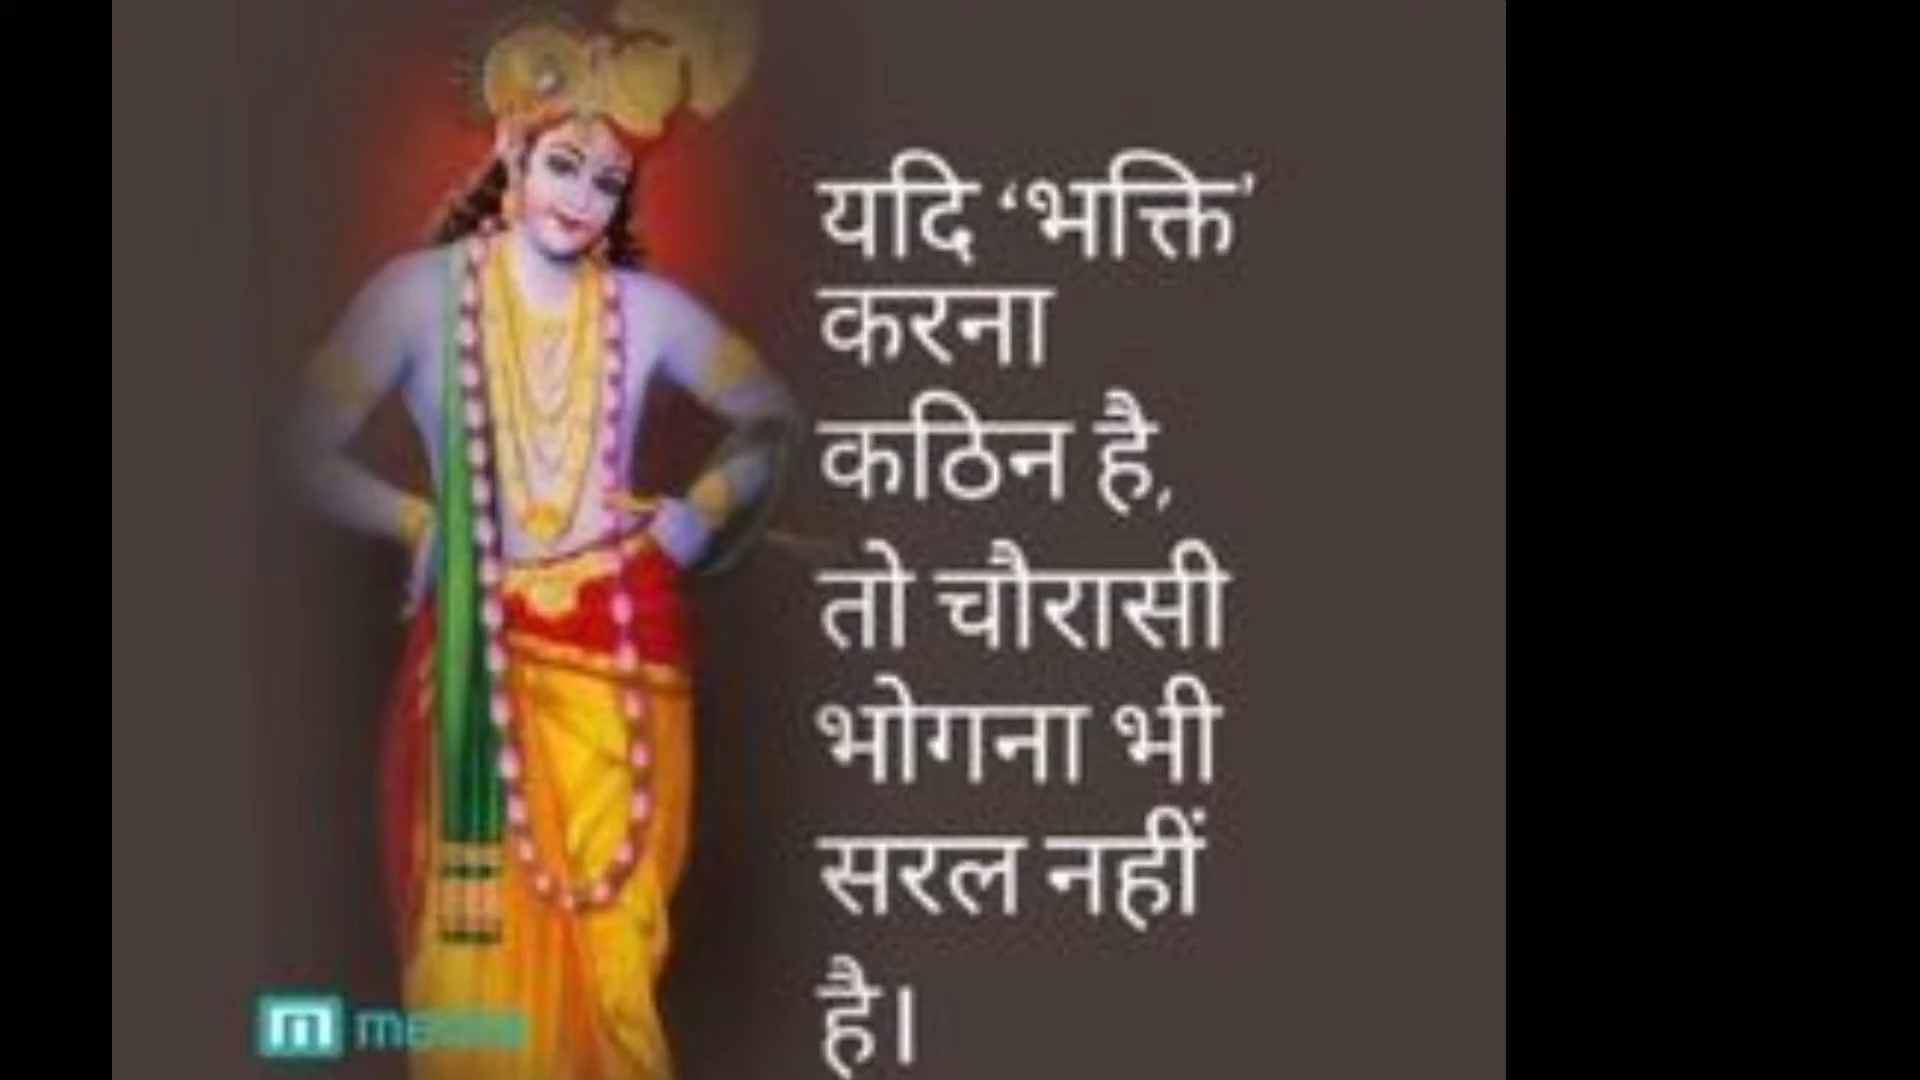 यदि ‘भक्ति’
करना
कठिन है,
तो चौरासी
भोगना भी
सरल नहीं
है।